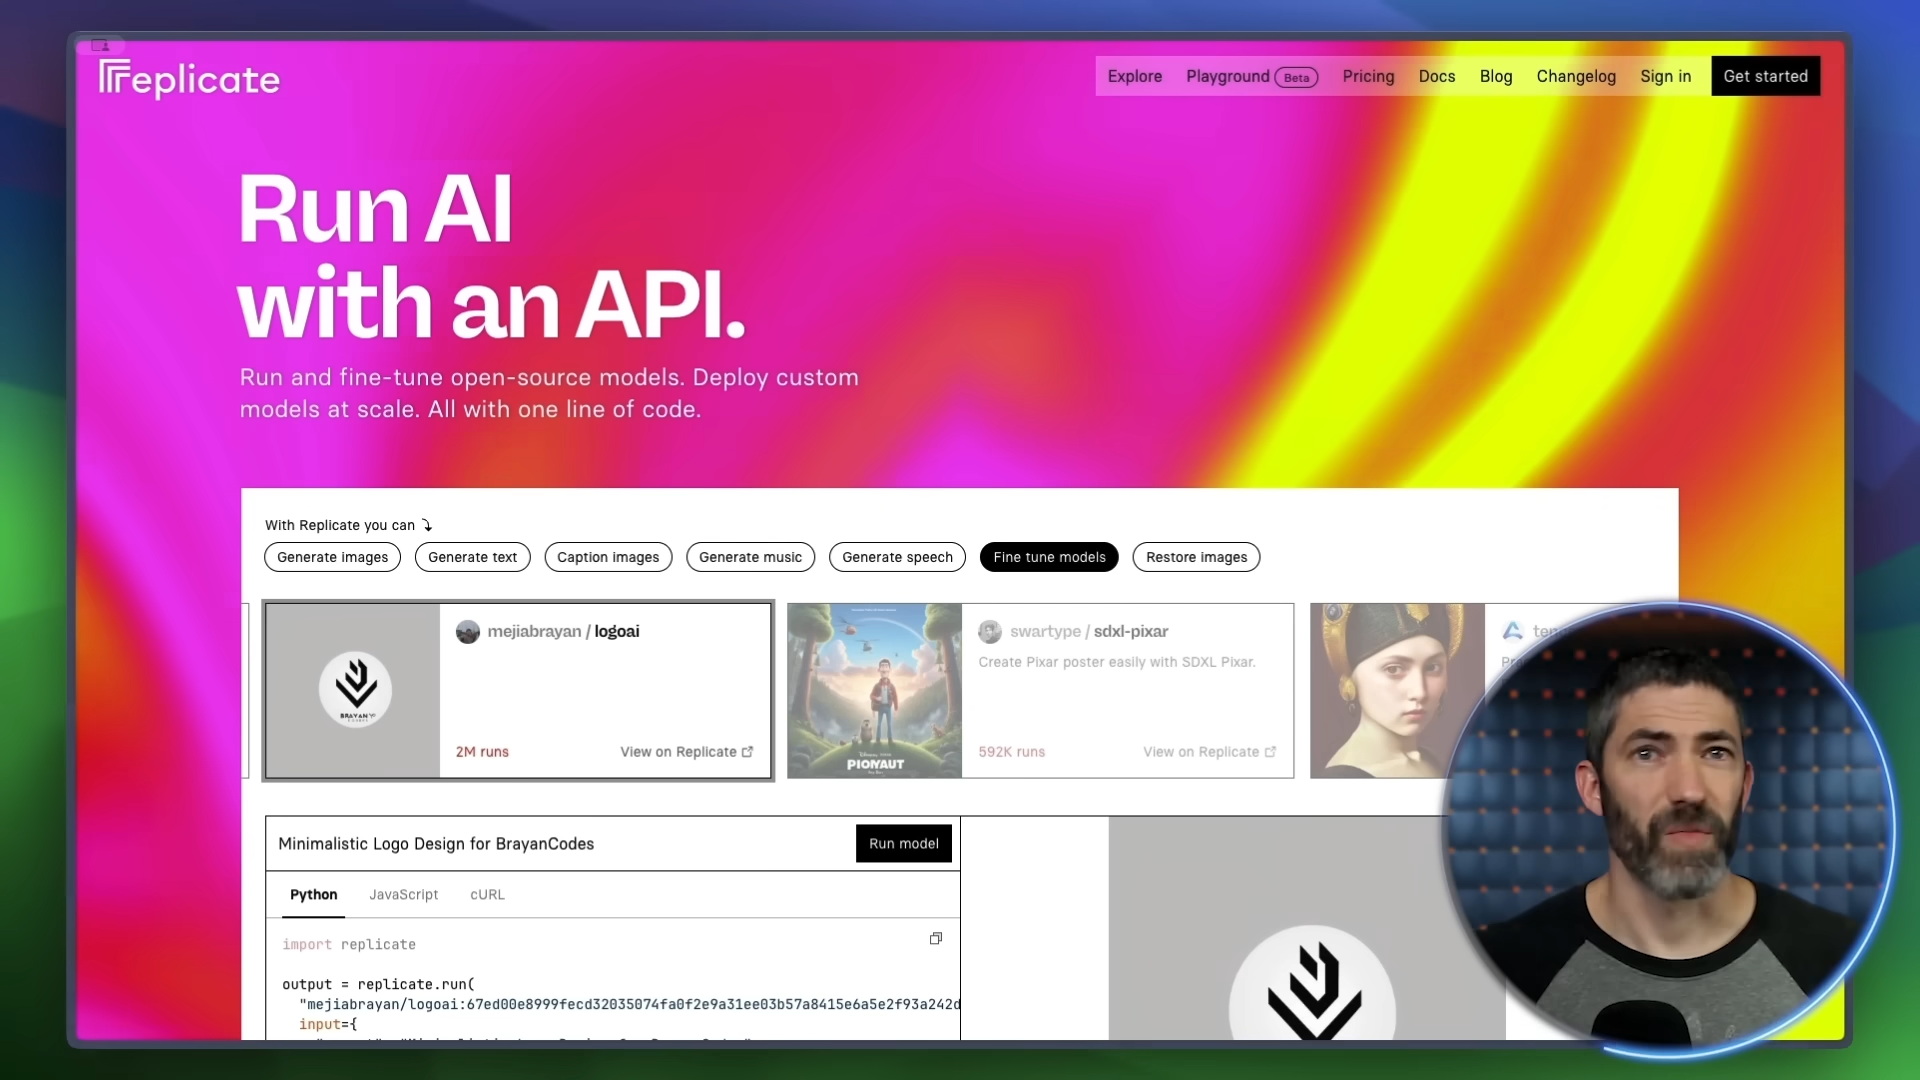 replicate
Explore Playground Beta Pricing Docs Blog Changelog Sign in Get started
Run AI
with an API.
Run and fine-tune open-source models. Deploy custom
models at scale. All with one line of code.
With Replicate you can
Generate images Generate text Caption images Generate music Generate speech Fine tune models Restore images
mejiabrayan / logoai
2M runs View on Replicate
swartype / sdxl-pixar
Create Pixar poster easily with SDXL Pixar.
592K runs View on Replicate
PIONAUT
Minimalistic Logo Design for BrayanCodes
Run model
Python JavaScript cURL
import replicate
output = replicate.run(
"mejiabrayan/logoai:67ed00e8999fecd32035074fa0f2e9a31ee03b57a8415e6a5e2f93a242d
input={